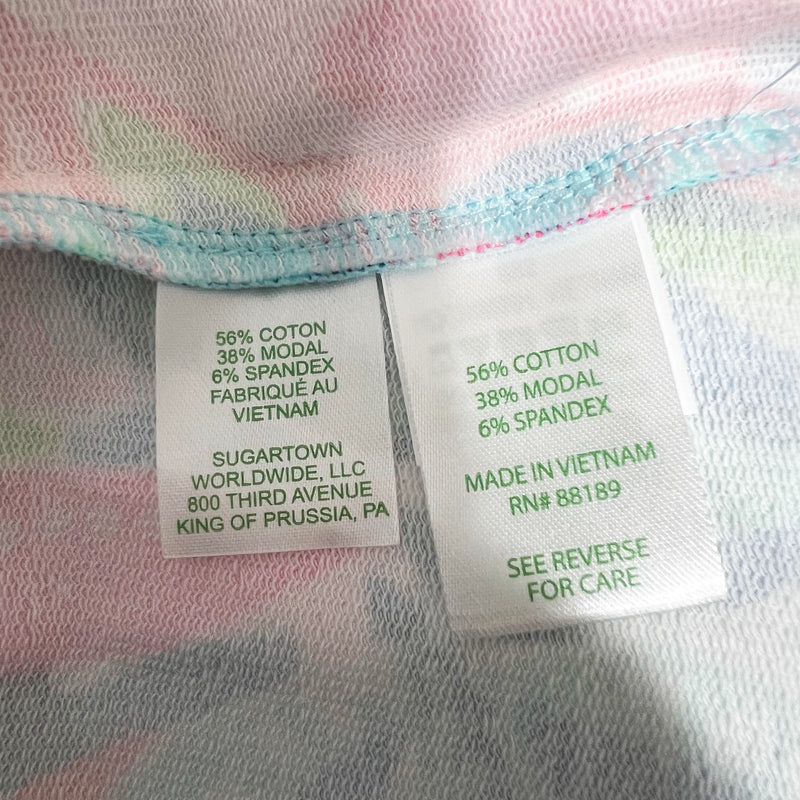 56% COTON
38% MODAL
6% SPANDEX
FABRIQUÉ AU
VIETNAM
SUGARTOWN
WORLDWIDE, LLC
800 THIRD AVENUE
KING OF PRUSSIA, PA
56% COTTON
38% MODAL
6% SPANDEX
MADE IN VIETNAM
RN# 88189
SEE REVERSE
FOR CARE